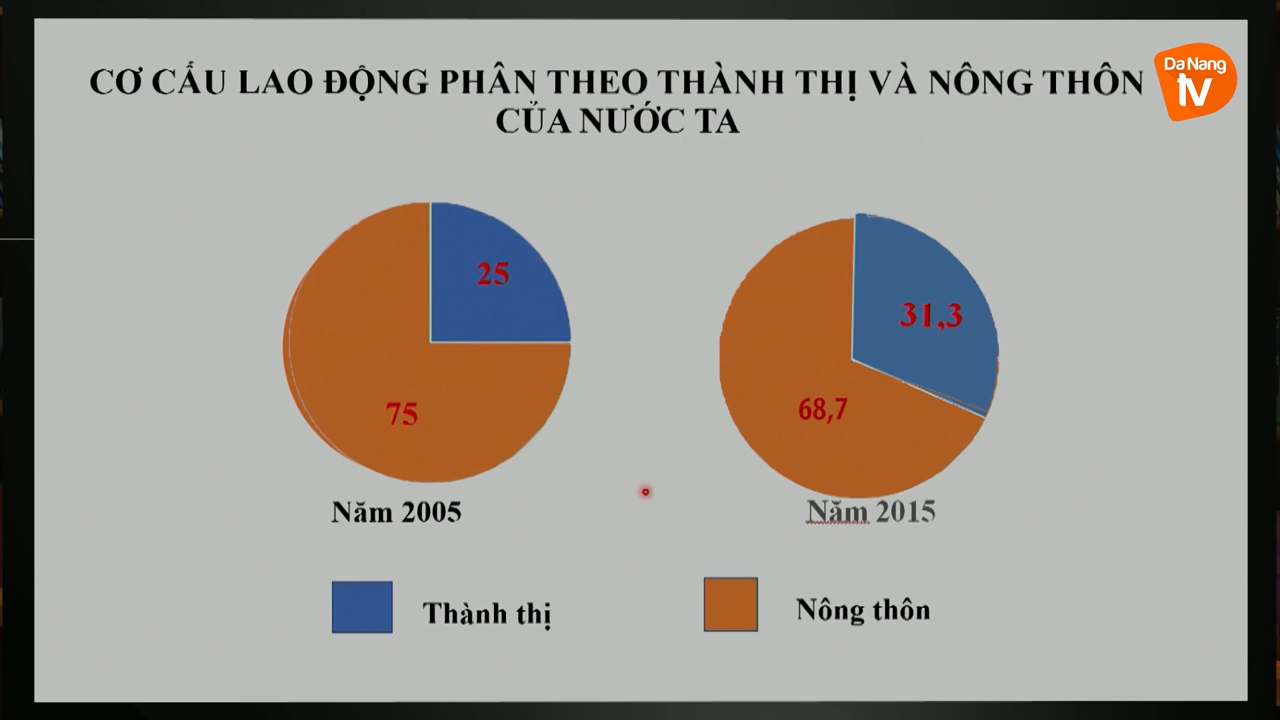 Da Nang
tv
CƠ CẤU LAO ĐỘNG PHÂN THEO THÀNH THỊ VÀ NÔNG THÔN
CỦA NƯỚC TA
25
75
31,3
68,7
Năm 2005
Năm 2015
Thành thị
Nông thôn